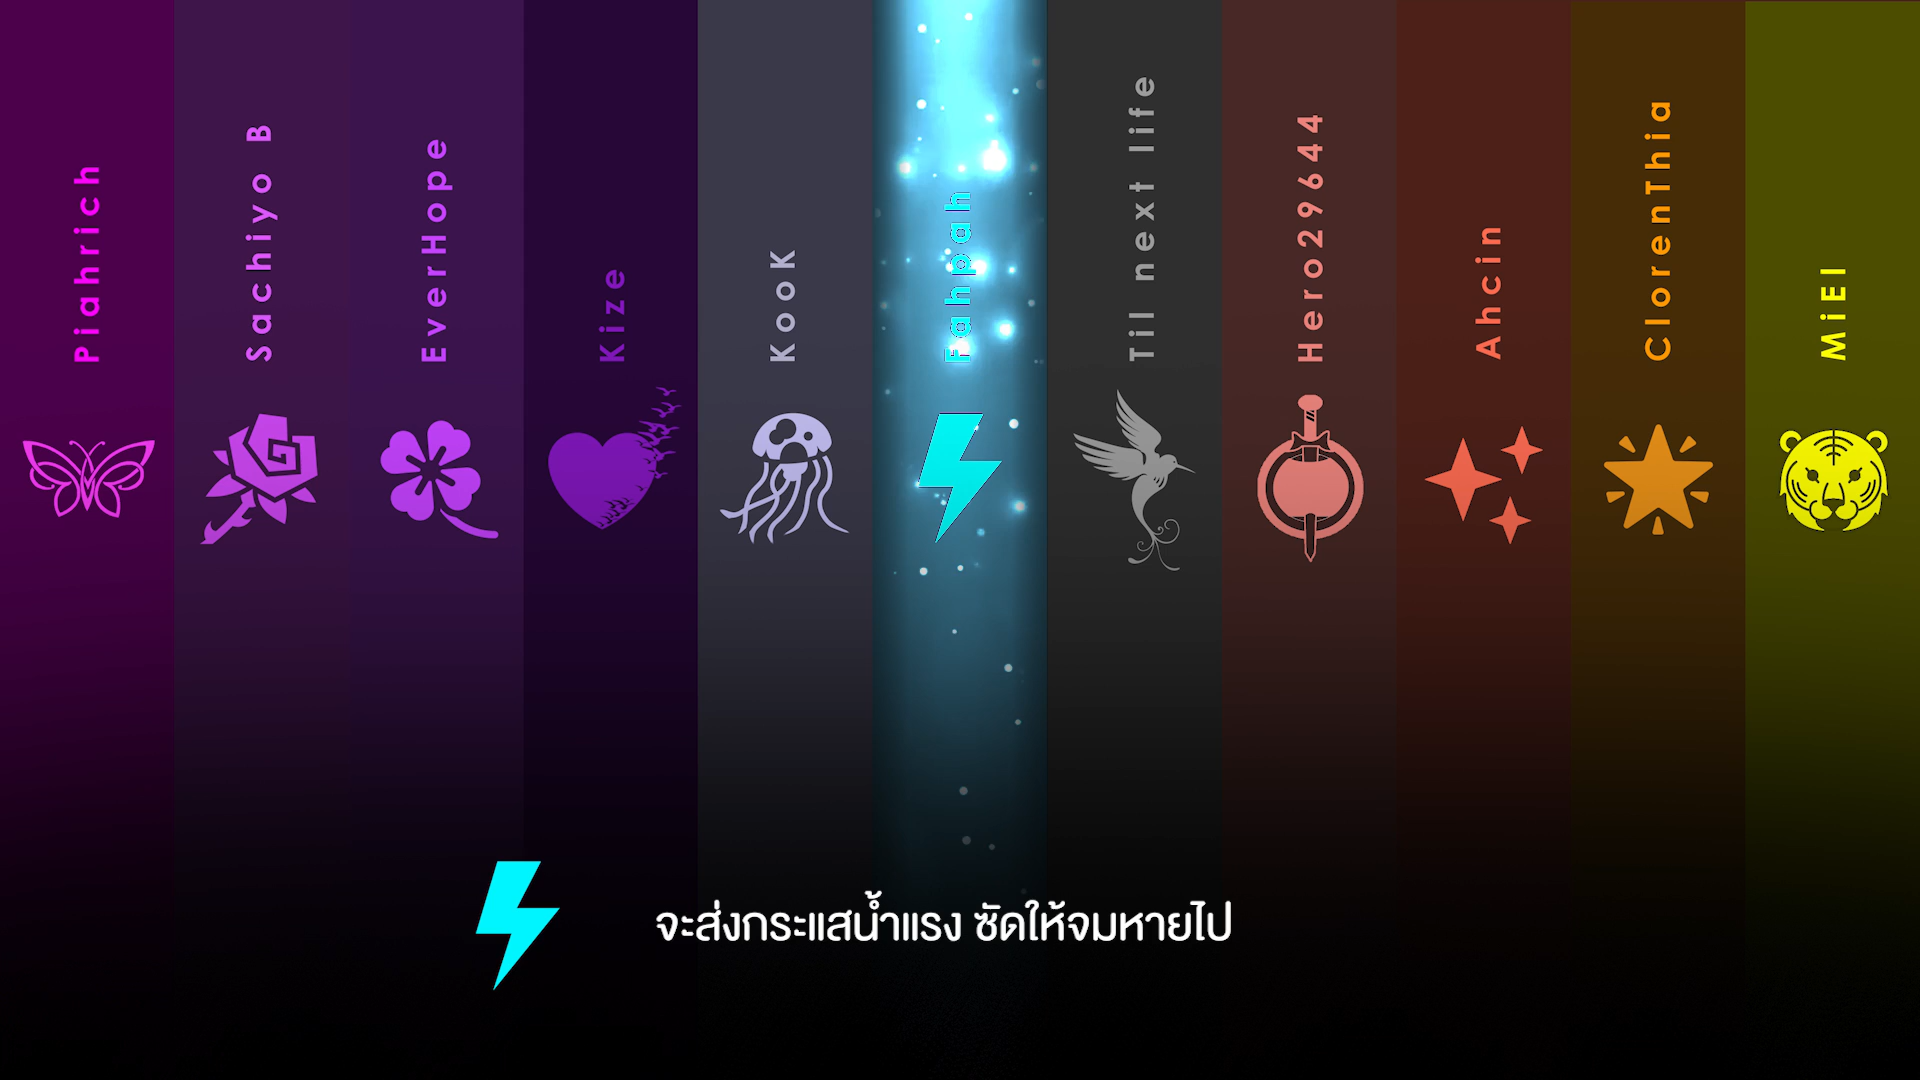 Piahrich
Sachiyo B
EverHope
Kize
KooK
Fahpah
Til next life
Hero29644
Ahcin
ClorenThia
MiEl
จะส่งกระแสน้ำแรง ซัดให้จมหายไป